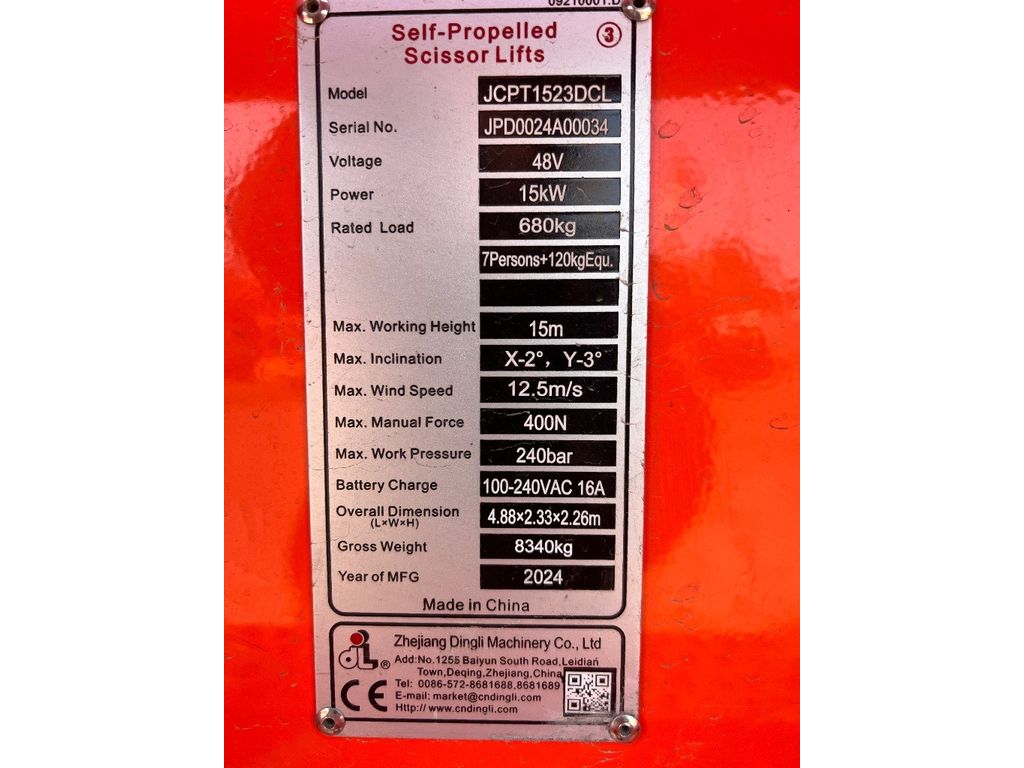 09210001.D
Self-Propelled
Scissor Lifts
3
Model JCPT1523DCL
Serial No. JPD0024A00034
Voltage 48V
Power 15kW
Rated Load 680kg
7Persons+120kgEqu.
Max. Working Height 15m
Max. Inclination X-2°, Y-3°
Max. Wind Speed 12.5m/s
Max. Manual Force 400N
Max. Work Pressure 240bar
Battery Charge 100-240VAC 16A
Overall Dimension 4.88×2.33×2.26m
(L×W×H)
Gross Weight 8340kg
Year of MFG 2024
Made in China
Zhejiang Dingli Machinery Co., Ltd
Add:No.1255 Baiyun South Road,Leidian
Town,Deqing,Zhejiang,China
Tel: 0086-572-8681688,8681689
E-mail: market@cndingli.com
Http://www.cndingli.com
dL®
CE